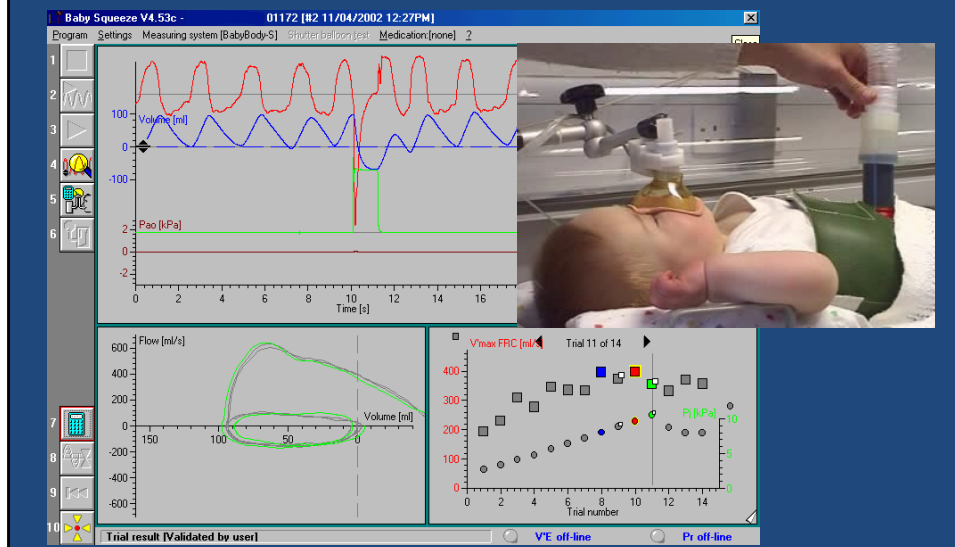 Baby Squeeze V4.53c - 01172 [#2 11/04/2002 12:27PM]
Program Settings Measuring system [BabyBody-S] Shutter balloon test Medication:[none] ?
1
2
3
4
5
6
7
8
9
10
Volume [ml]
100
0
-100
Pao [kPa]
2
0
-2
0 2 4 6 8 10 12 14 16
Time [s]
Flow [ml/s]
600
400
200
0
-200
-400
-600
150 100 50
Volume [ml]
V'max FRC [ml/s] Trial 11 of 14
400
300
200
100
0
Pj [kPa]
10
5
0
0 2 4 6 8 10 12 14
Trial number
Trial result [Validated by user] V'E off-line Pr off-line